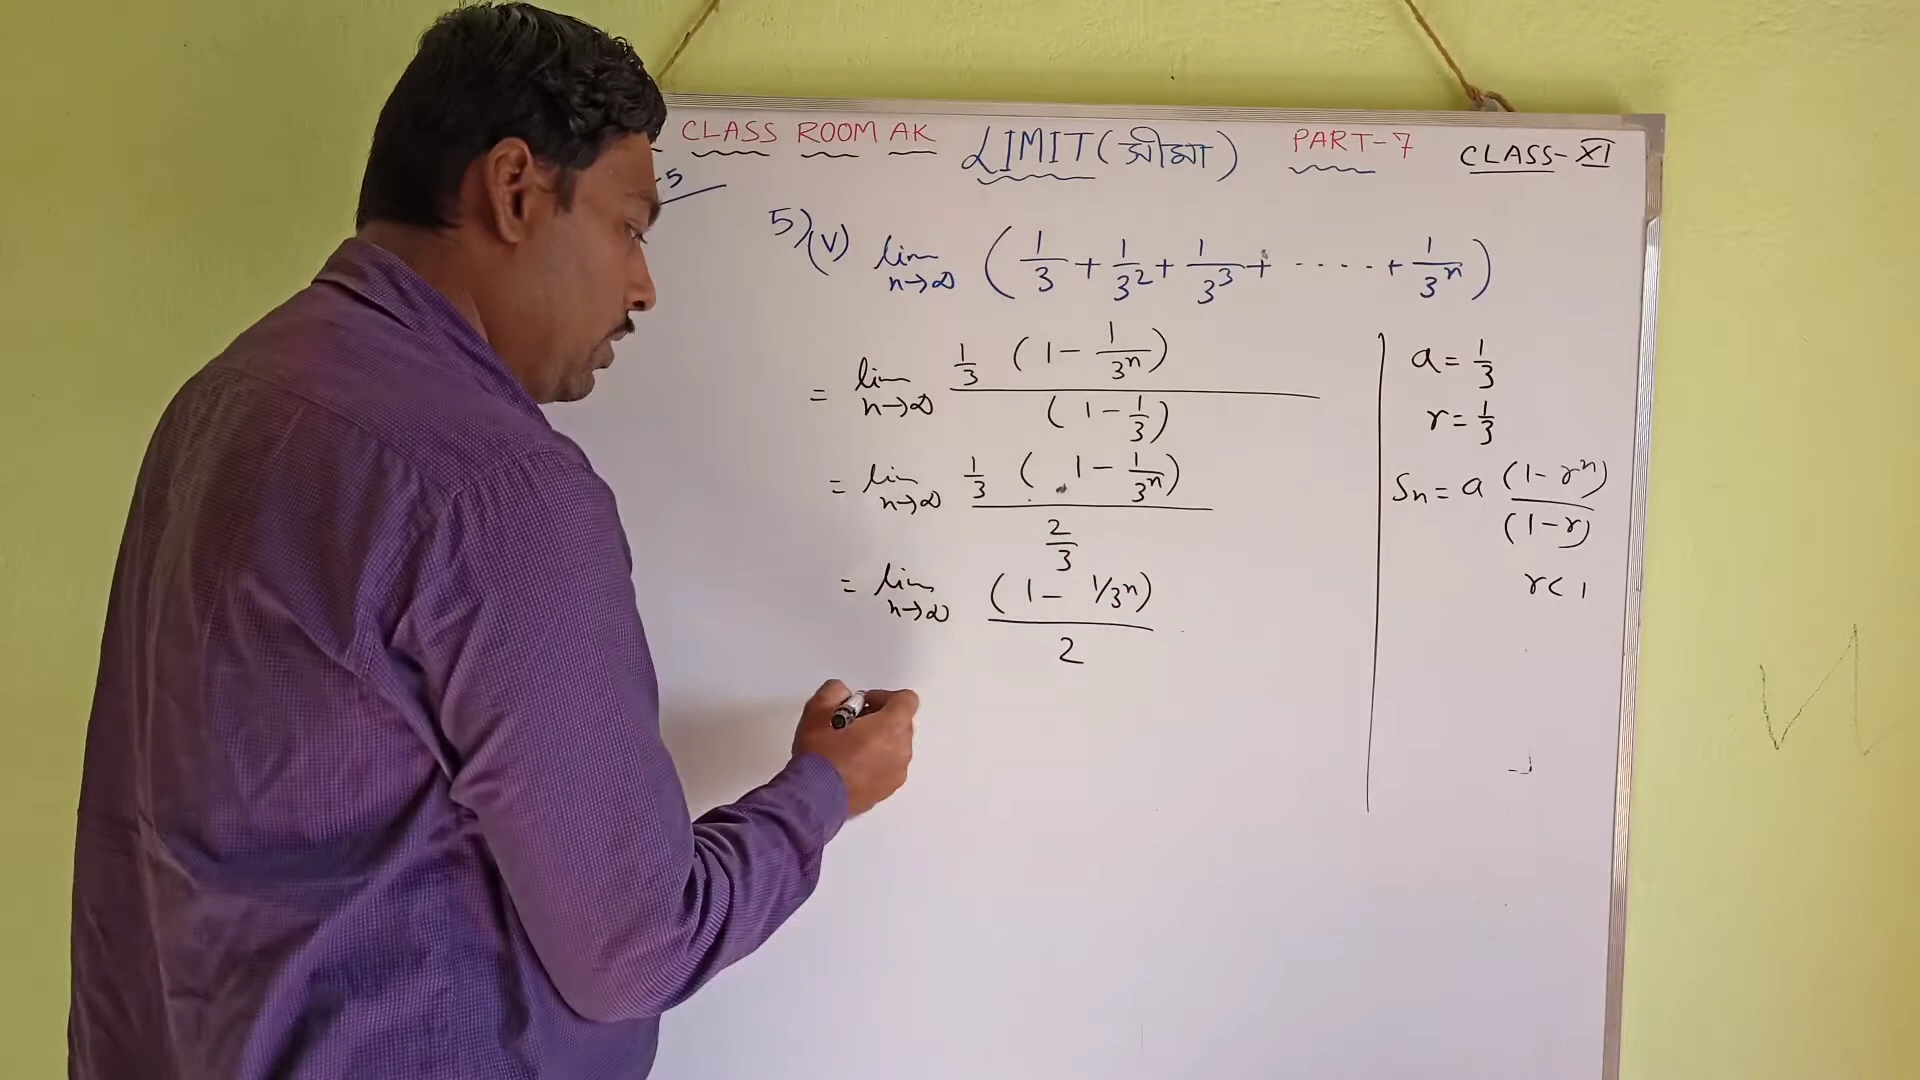 CLASS ROOM AK LIMIT (সীমা) PART-7 CLASS-XI
-5
5) (v) lim n→∞ ( 1/3 + 1/3² + 1/3³ + ..... + 1/3ⁿ )
= lim n→∞ 1/3 ( 1 - 1/3ⁿ ) / ( 1 - 1/3 )
= lim n→∞ 1/3 ( 1 - 1/3ⁿ ) / 2/3
= lim n→∞ ( 1 - 1/3ⁿ ) / 2
a = 1/3
r = 1/3
Sn = a (1-rⁿ) / (1-r)
r < 1